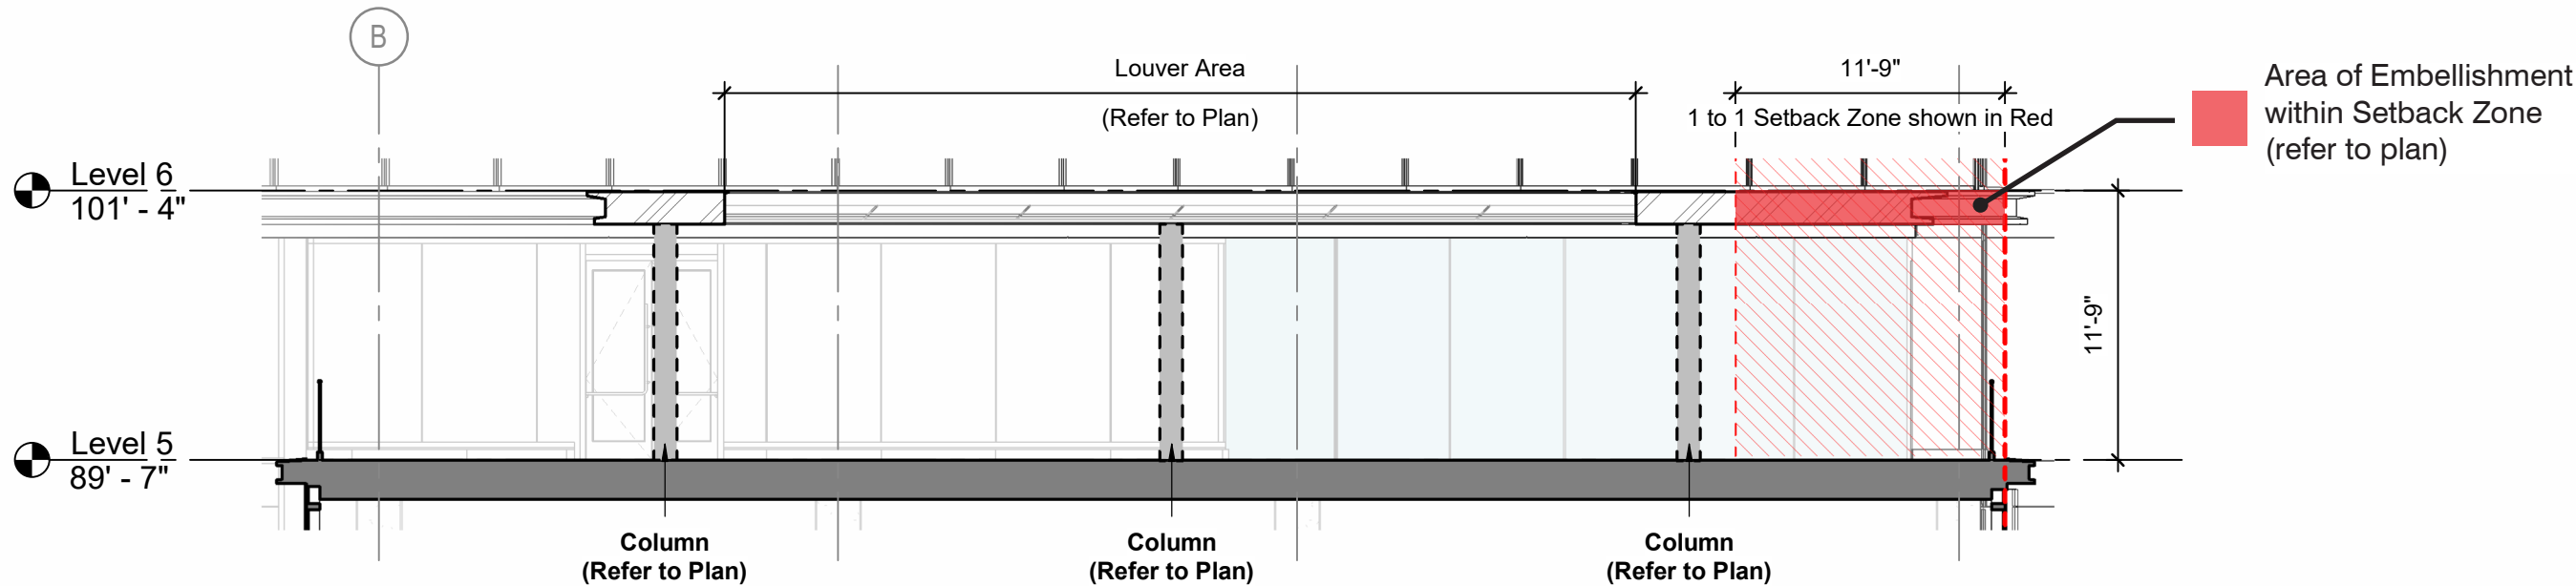 B
Louver Area
(Refer to Plan)
11'-9"
1 to 1 Setback Zone shown in Red
Area of Embellishment
within Setback Zone
(refer to plan)
Level 6
101' - 4"
11'-9"
Level 5
89' - 7"
Column
(Refer to Plan)
Column
(Refer to Plan)
Column
(Refer to Plan)